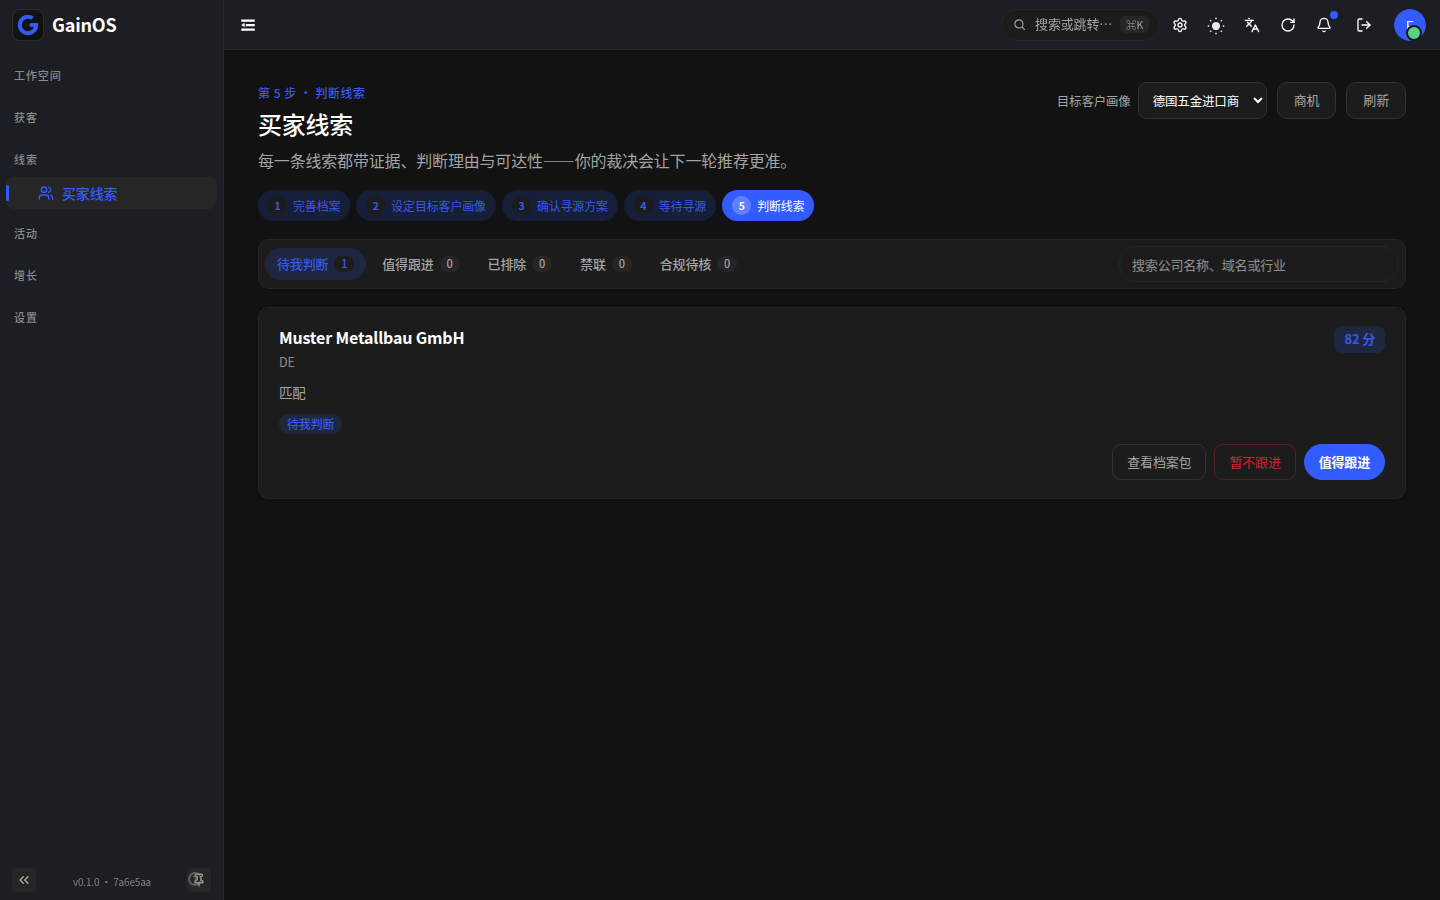 GainOS
搜索或跳转… ⌘K
工作空间
获客
线索
买家线索
活动
增长
设置
v0.1.0 • 7a6e5aa
第 5 步 · 判断线索
买家线索
每一条线索都带证据、判断理由与可达性——你的裁决会让下一轮推荐更准。
目标客户画像 德国五金进口商 商机 刷新
1 完善档案 2 设定目标客户画像 3 确认寻源方案 4 等待寻源 5 判断线索
待我判断 1 值得跟进 0 已排除 0 禁联 0 合规待核 0 搜索公司名称、域名或行业
Muster Metallbau GmbH 82 分
DE
匹配
待我判断
查看档案包 暂不跟进 值得跟进